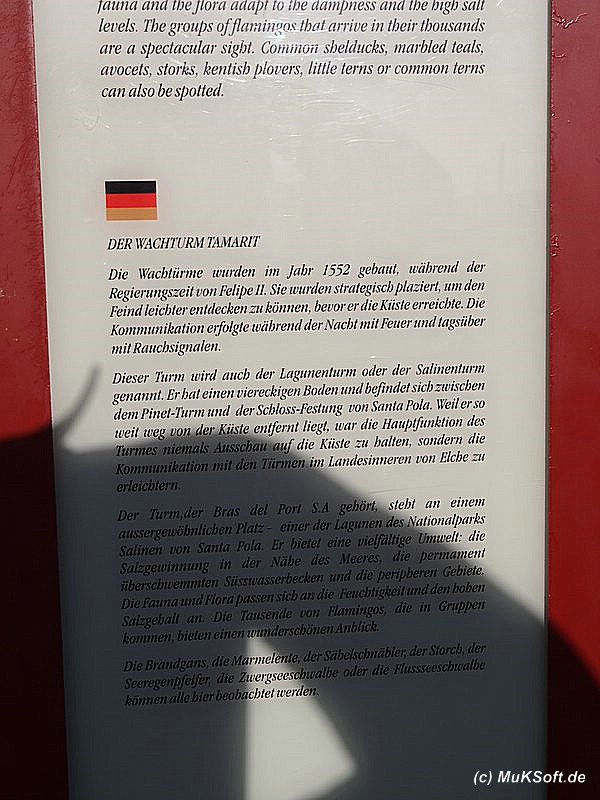 fauna and the flora adapt to the dampness and the high salt
levels. The groups of flamingos that arrive in their thousands
are a spectacular sight. Common shelducks, marbled teals,
avocets, storks, kentish plovers, little terns or common terns
can also be spotted.
DER WACHTURM TAMARIT
Die Wachtürme wurden im Jahr 1552 gebaut, während der
Regierungszeit von Felipe II. Sie wurden strategisch plaziert, um den
Feind leichter entdecken zu können, bevor er die Küste erreichte. Die
Kommunikation erfolgte während der Nacht mit Feuer und tagsüber
mit Rauchsignalen.
Dieser Turm wird auch der Lagunenturm oder der Salinenturm
genannt. Er hat einen viereckigen Boden und befindet sich zwischen
dem Pinet-Turm und der Schloss-Festung von Santa Pola. Weil er so
weit weg von der Küste entfernt liegt, war die Hauptfunktion des
Turmes niemals Ausschau auf die Küste zu halten, sondern die
Kommunikation mit den Türmen im Landesinneren von Elche zu
erleichtern.
Der Turm,der Bras del Port S.A gehört, steht an einem
aussergewöhnlichen Platz - einer der Lagunen des Nationalparks
Salinen von Santa Pola. Er bietet eine vielfältige Umwelt: die
Salzgewinnung in der Nähe des Meeres, die permament
überschwemmten Süsswasserbecken und die peripheren Gebiete.
Die Fauna und Flora passen sich an die Feuchtigkeit und den hohen
Salzgehalt an. Die Tausende von Flamingos, die in Gruppen
kommen, bieten einen wunderschönen Anblick.
Die Brandgans, die Marmelente, der Säbelschnäbler, der Storch, der
Seeregenpfeifer, die Zwergseeschwalbe oder die Flussseeschwalbe
können alle hier beobachtet werden.
(c) MuKSoft.de